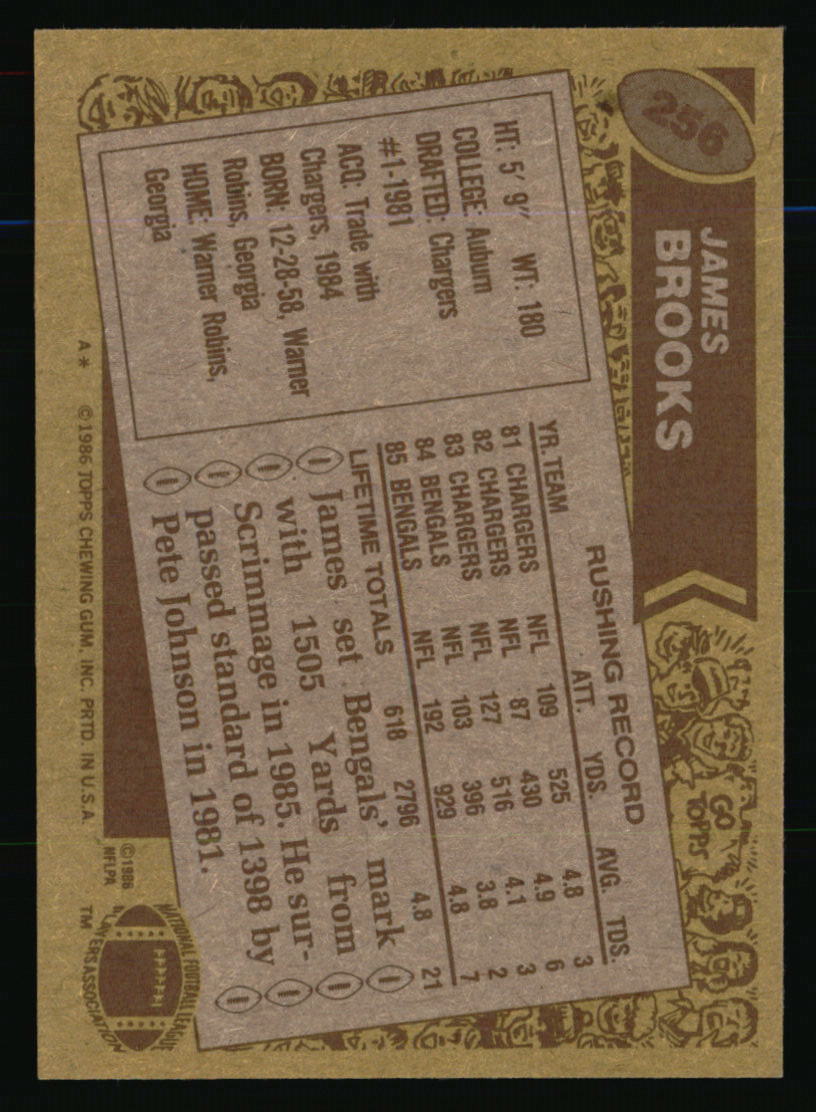 256
JAMES
BROOKS
HT: 5' 9" WT: 180
COLLEGE: Auburn
DRAFTED: Chargers
#1-1981
ACQ: Trade with
Chargers, 1984
BORN: 12-28-58, Warner
Robins, Georgia
HOME: Warner Robins,
Georgia
RUSHING RECORD
YR. TEAM ATT. YDS. AVG. TDS.
81 CHARGERS NFL 109 525 4.8 3
82 CHARGERS NFL 87 430 4.9 6
83 CHARGERS NFL 127 516 4.1 3
84 BENGALS NFL 103 396 3.8 2
85 BENGALS NFL 192 929 4.8 7
LIFETIME TOTALS 618 2796 4.8 21
James set Bengals' mark
with 1505 Yards from
Scrimmage in 1985. He sur-
passed standard of 1398 by
Pete Johnson in 1981.
GO
TOPPS
A* ©1986 TOPPS CHEWING GUM, INC. PRTD. IN U.S.A.
©1986
NFLPA
NATIONAL FOOTBALL LEAGUE
YERS ASSOCIATION
TM